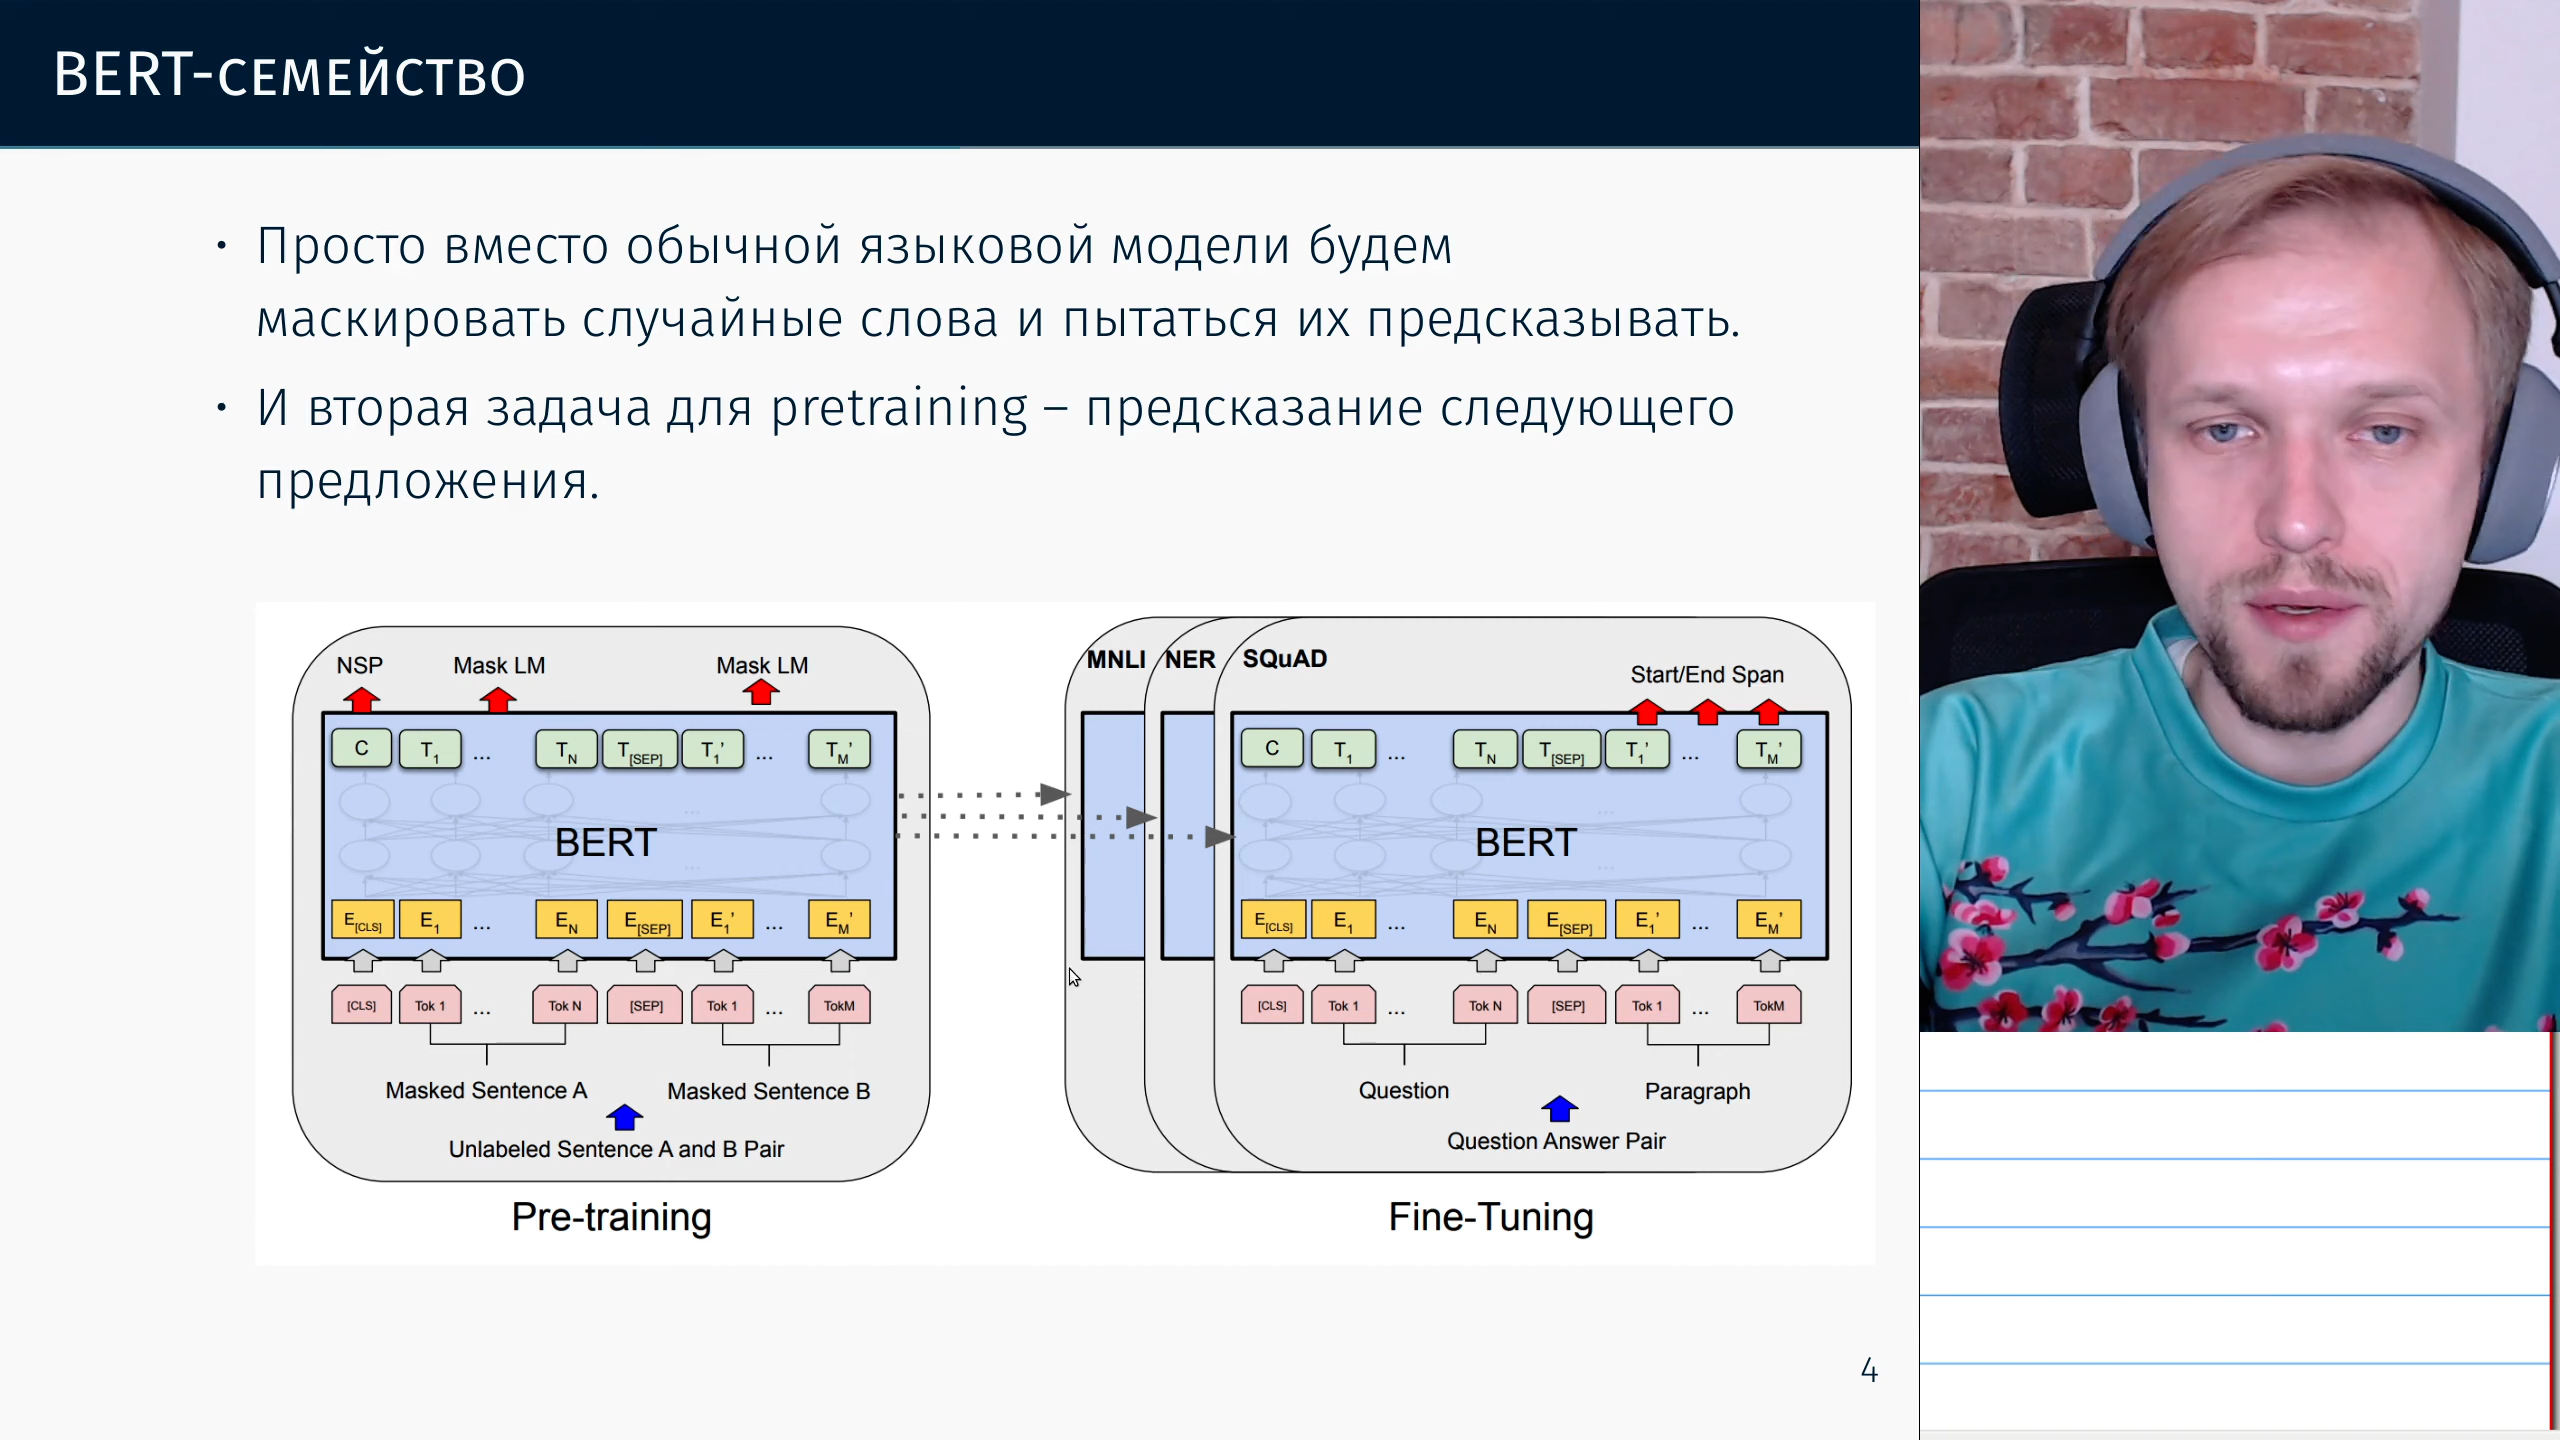 BERT-СЕМЕЙСТВО
• Просто вместо обычной языковой модели будем
маскировать случайные слова и пытаться их предсказывать.
• И вторая задача для pretraining – предсказание следующего
предложения.
NSP Mask LM Mask LM
C T1 ... TN T[SEP] T1' ... TM'
BERT
E[CLS] E1 ... EN E[SEP] E1' ... EM'
[CLS] Tok 1 ... Tok N [SEP] Tok 1 ... TokM
Masked Sentence A Masked Sentence B
Unlabeled Sentence A and B Pair
Pre-training
MNLI NER SQuAD
Start/End Span
C T1 ... TN T[SEP] T1' ... TM'
BERT
E[CLS] E1 ... EN E[SEP] E1' ... EM'
[CLS] Tok 1 ... Tok N [SEP] Tok 1 ... TokM
Question Paragraph
Question Answer Pair
Fine-Tuning
4